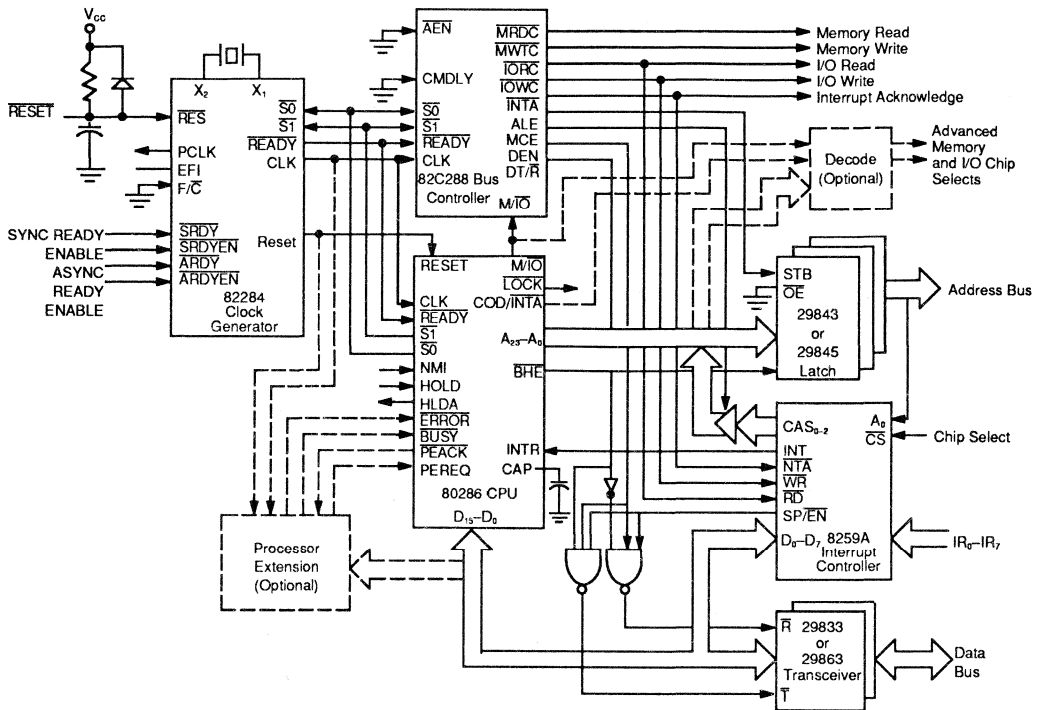 Vcc
RESET
X2 X1
RES
PCLK
EFI
F/C
SRDY
SRDYEN
ARDY
ARDYEN
S0
S1
READY
CLK
Reset
82284
Clock
Generator
SYNC READY
ENABLE
ASYNC
READY
ENABLE
AEN
CMDLY
S0
S1
READY
CLK
82C288 Bus
Controller
MRDC
MWTC
IORC
IOWC
INTA
ALE
MCE
DEN
DT/R
M/IO
Memory Read
Memory Write
I/O Read
I/O Write
Interrupt Acknowledge
Decode
(Optional)
Advanced
Memory
and I/O Chip
Selects
RESET
CLK
READY
S1
S0
NMI
HOLD
HLDA
ERROR
BUSY
PEACK
PEREQ
M/IO
LOCK
COD/INTA
A23–A0
BHE
INTR
CAP
80286 CPU
D15–D0
STB
OE
29843
or
29845
Latch
Address Bus
CAS0-2
A0
CS
Chip Select
INT
NTA
WR
RD
SP/EN
D0–D7
8259A
Interrupt
Controller
IR0–IR7
Processor
Extension
(Optional)
R
29833
or
29863
Transceiver
T
Data
Bus